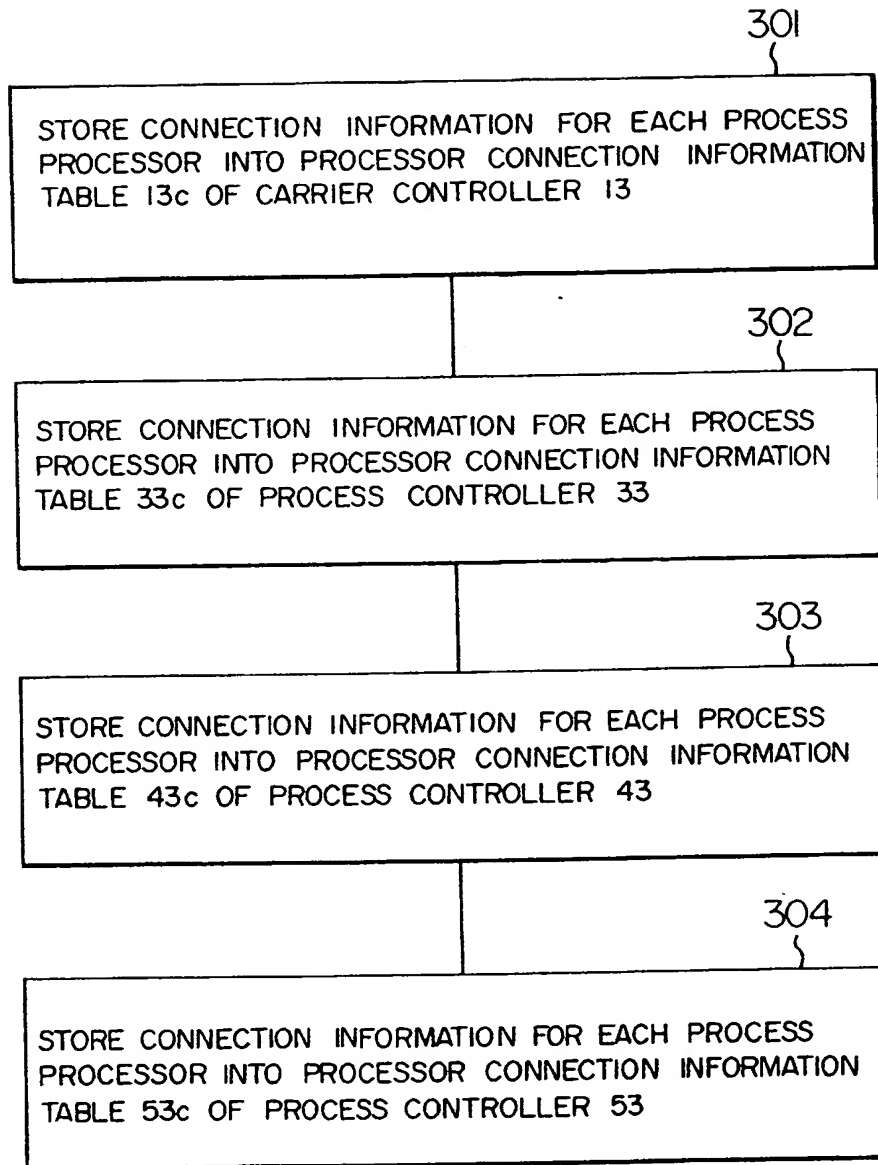 301
STORE CONNECTION INFORMATION FOR EACH PROCESS
PROCESSOR INTO PROCESSOR CONNECTION INFORMATION
TABLE 13c OF CARRIER CONTROLLER 13
302
STORE CONNECTION INFORMATION FOR EACH PROCESS
PROCESSOR INTO PROCESSOR CONNECTION INFORMATION
TABLE 33c OF PROCESS CONTROLLER 33
303
STORE CONNECTION INFORMATION FOR EACH PROCESS
PROCESSOR INTO PROCESSOR CONNECTION INFORMATION
TABLE 43c OF PROCESS CONTROLLER 43
304
STORE CONNECTION INFORMATION FOR EACH PROCESS
PROCESSOR INTO PROCESSOR CONNECTION INFORMATION
TABLE 53c OF PROCESS CONTROLLER 53